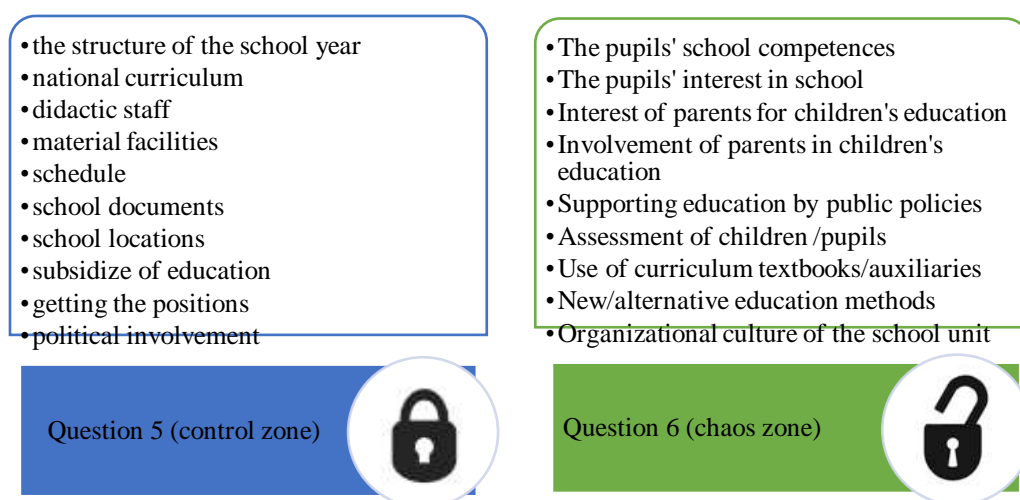 •the structure of the school year
•national curriculum
•didactic staff
•material facilities
•schedule
•school documents
•school locations
•subsidize of education
•getting the positions
•political involvement
Question 5 (control zone)
•The pupils' school competences
•The pupils' interest in school
•Interest of parents for children's education
•Involvement of parents in children's
education
•Supporting education by public policies
•Assessment of children /pupils
•Use of curriculum textbooks/auxiliaries
•New/alternative education methods
•Organizational culture of the school unit
Question 6 (chaos zone)